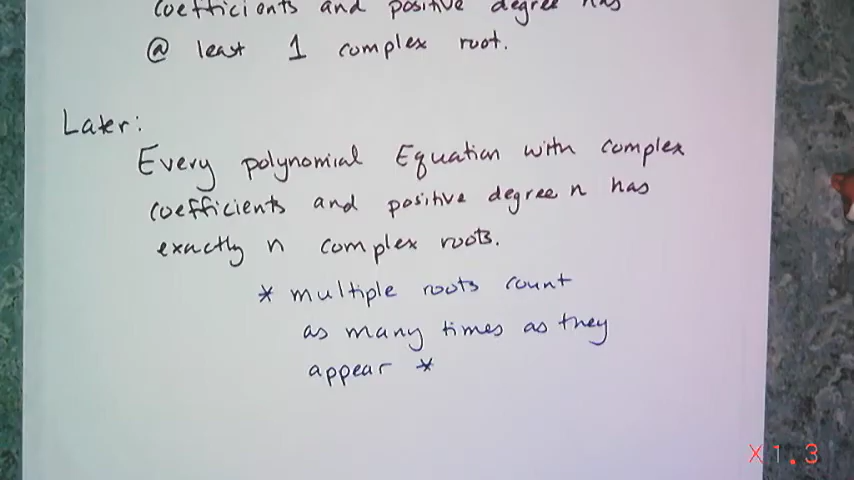 coefficients and positive degree has
@ least 1 complex root.
Later:
Every polynomial Equation with complex
coefficients and positive degree n has
exactly n complex roots.
* multiple roots count
as many times as they
appear *
X1.3